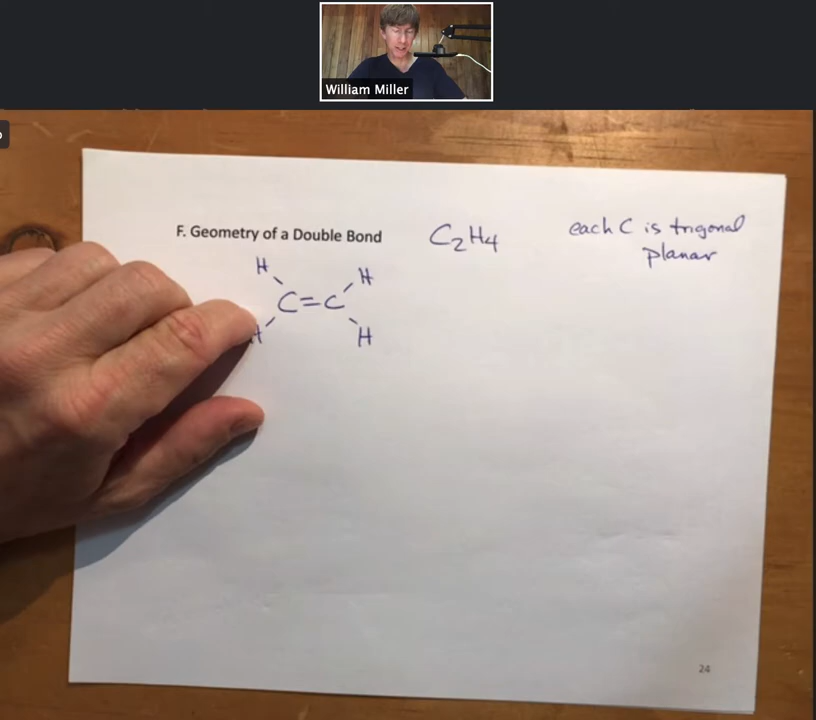 William Miller
F. Geometry of a Double Bond
C₂H₄
each C is trigonal
planar
H
H
C=C
H
H
24